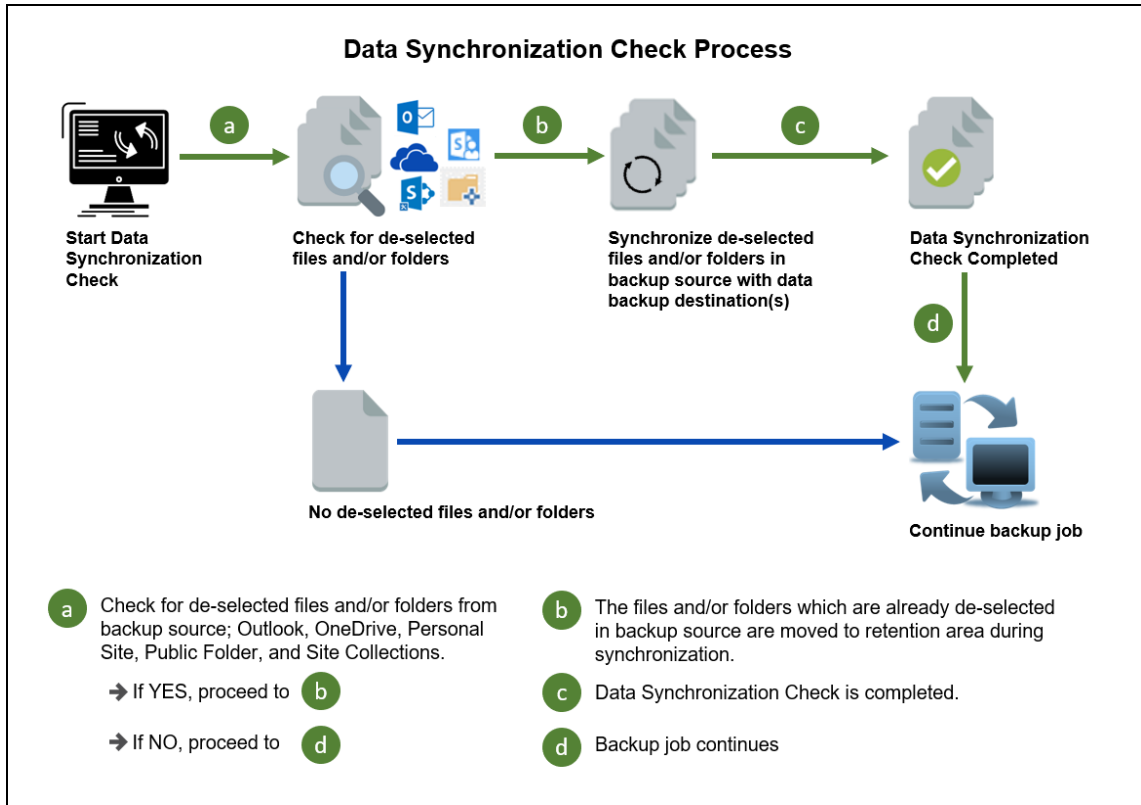 Data Synchronization Check Process
a
b
c
Start Data
Synchronization
Check
Check for de-selected
files and/or folders
Synchronize de-selected
files and/or folders in
backup source with data
backup destination(s)
Data Synchronization
Check Completed
d
No de-selected files and/or folders
Continue backup job
a
Check for de-selected files and/or folders from
backup source; Outlook, OneDrive, Personal
Site, Public Folder, and Site Collections.
➔ If YES, proceed to b
➔ If NO, proceed to d
b
The files and/or folders which are already de-selected
in backup source are moved to retention area during
synchronization.
c
Data Synchronization Check is completed.
d
Backup job continues